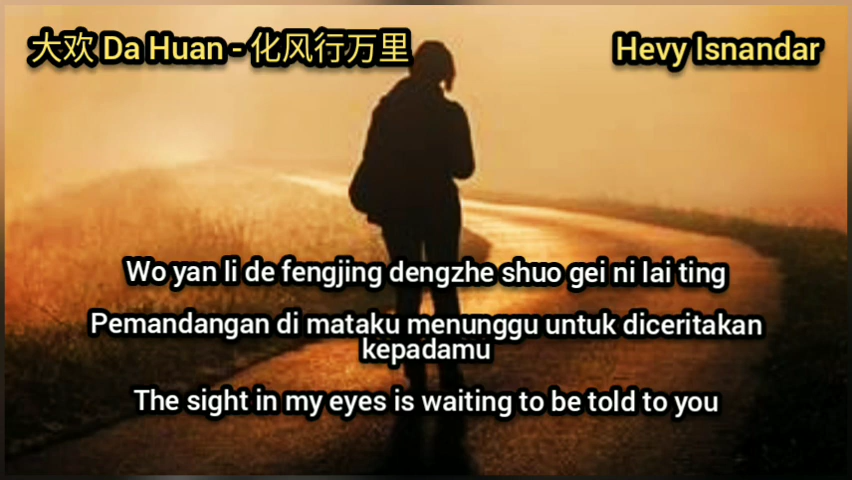 大欢 Da Huan - 化风行万里
Hevy Isnandar
Wo yan li de fengjing dengzhe shuo gei ni lai ting
Pemandangan di mataku menunggu untuk diceritakan
kepadamu
The sight in my eyes is waiting to be told to you